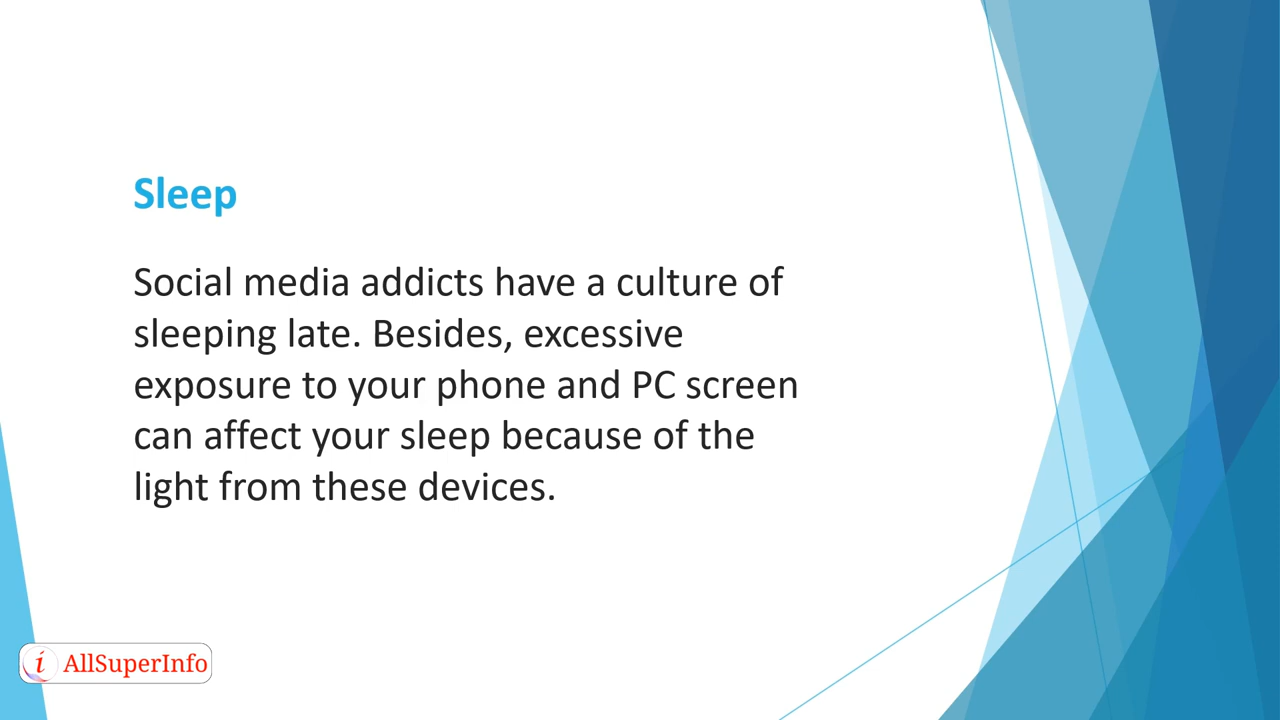 Sleep
Social media addicts have a culture of
sleeping late. Besides, excessive
exposure to your phone and PC screen
can affect your sleep because of the
light from these devices.
i AllSuperInfo